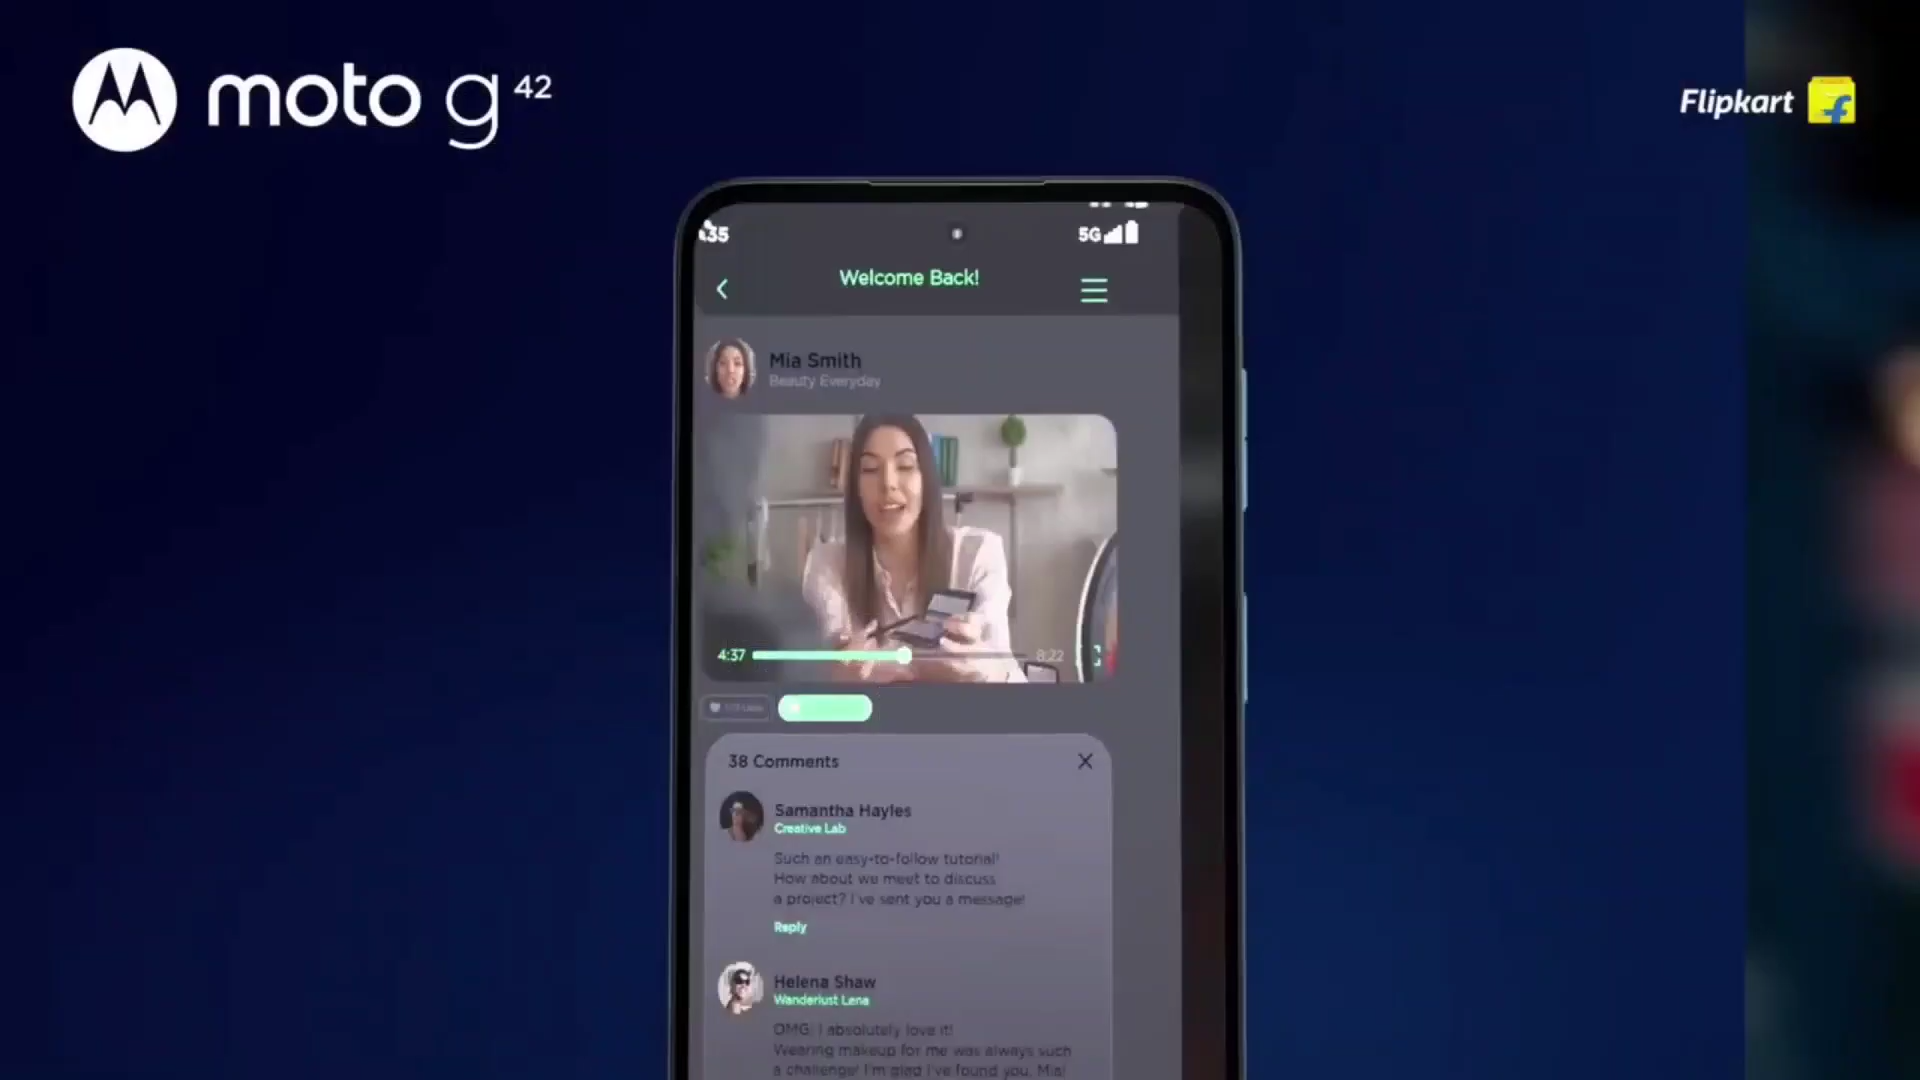 moto g 42
Flipkart
:35
5G
Welcome Back!
Mia Smith
Beauty Everyday
4:37
8:22
38 Comments
Samantha Hayles
Creative Lab
Such an easy-to-follow tutorial!
How about we meet to discuss
a project? I've sent you a message!
Reply
Helena Shaw
Wanderlust Lena
OMG! I absolutely love it!
Wearing makeup for me was always such
a challenge! I'm glad I've found you, Mia!